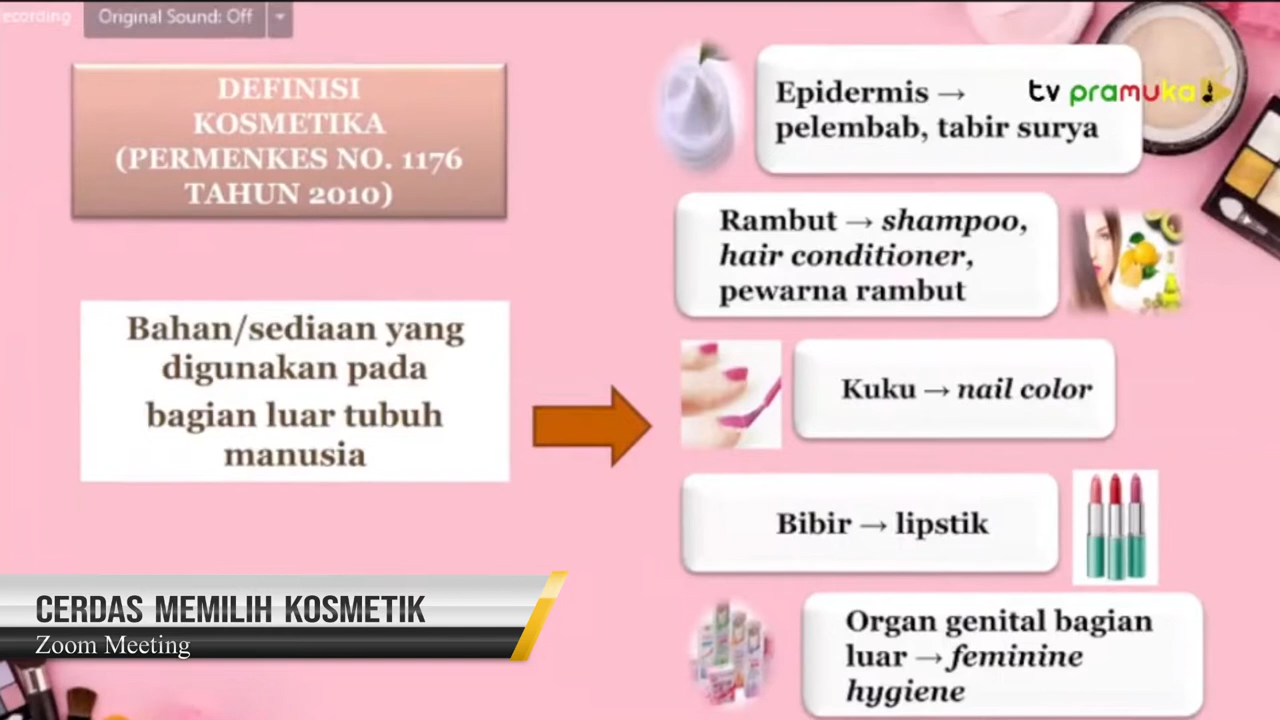 ecording
Original Sound: Off
DEFINISI
KOSMETIKA
(PERMENKES NO. 1176
TAHUN 2010)
Bahan/sediaan yang
digunakan pada
bagian luar tubuh
manusia
Epidermis →
pelembab, tabir surya
tv pramuka
Rambut → shampoo,
hair conditioner,
pewarna rambut
Kuku → nail color
Bibir → lipstik
Organ genital bagian
luar → feminine
hygiene
CERDAS MEMILIH KOSMETIK
Zoom Meeting